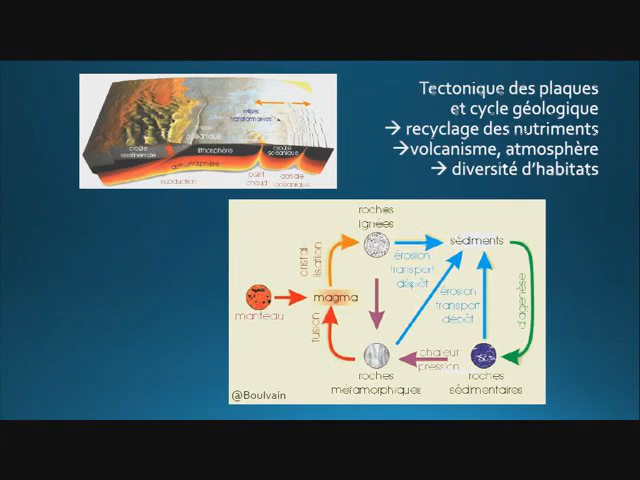 Tectonique des plaques
et cycle géologique
→ recyclage des nutriments
→volcanisme, atmosphère
→ diversité d'habitats
failles
transformantes
croûte
océanique
croûte
continentale
lithosphère
croûte
océanique
asthénosphère
subduction
point
chaud
dorsale
océanique
roches
ignées
sédiments
cristal-
lisation
érosion
transport
dépôt
érosion
transport
dépôt
diagenèse
magma
manteau
fusion
chaleur
pression
roches
métamorphiques
roches
sédimentaires
@Boulvain